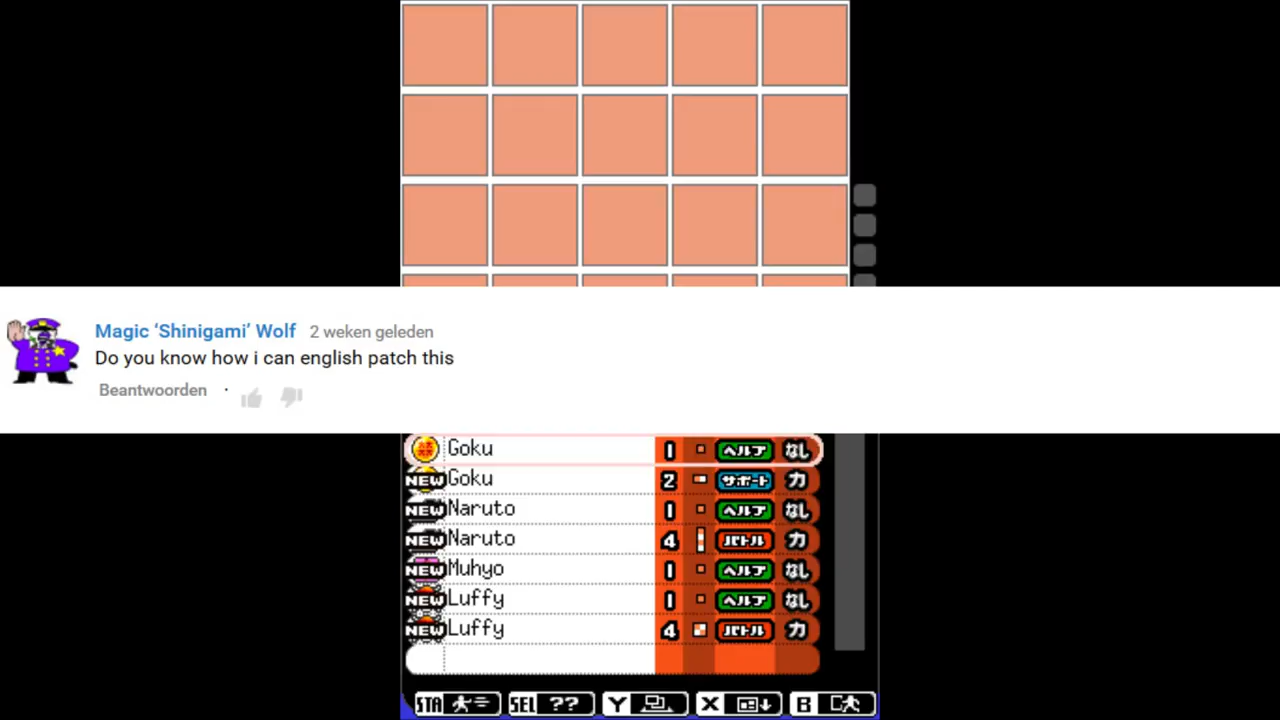 Magic ‘Shinigami’ Wolf 2 weken geleden
Do you know how i can english patch this
Beantwoorden ·
Goku 1 ヘルプ なし
NEW Goku 2 サポート 力
NEW Naruto 1 ヘルプ なし
NEW Naruto 4 バトル 力
NEW Muhyo 1 ヘルプ なし
NEW Luffy 1 ヘルプ なし
NEW Luffy 4 バトル 力
STA SEL ?? Y X B